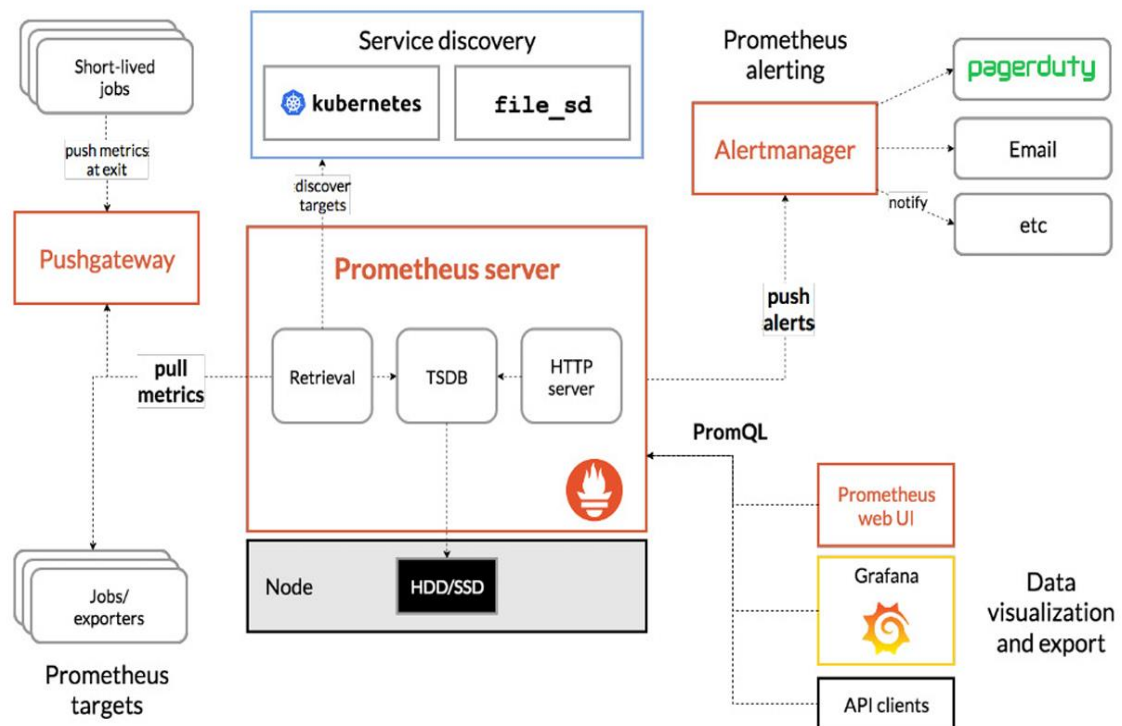 Short-lived
jobs
push metrics
at exit
Pushgateway
pull
metrics
Jobs/
exporters
Prometheus
targets
Service discovery
kubernetes
file_sd
discover
targets
Prometheus server
Retrieval
TSDB
HTTP
server
Node
HDD/SSD
Prometheus
alerting
Alertmanager
pagerduty
Email
notify
etc
push
alerts
PromQL
Prometheus
web UI
Grafana
API clients
Data
visualization
and export